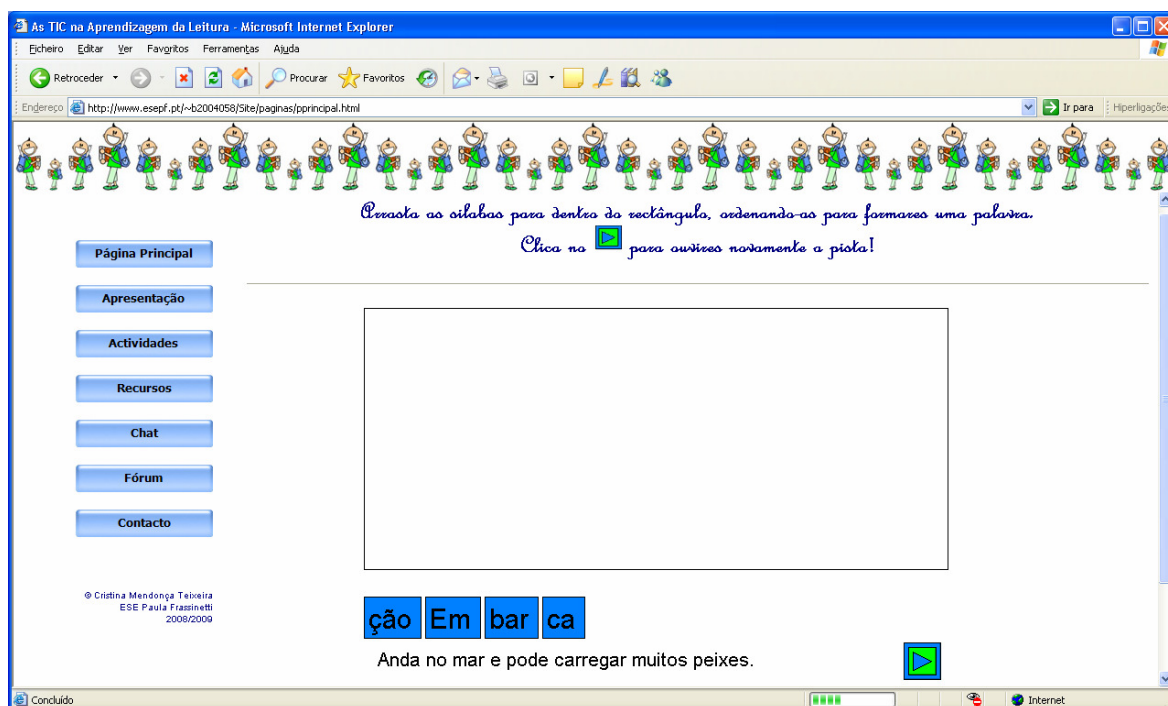 As TIC na Aprendizagem da Leitura - Microsoft Internet Explorer
Ficheiro Editar Ver Favoritos Ferramentas Ajuda
Retroceder Procurar Favoritos
Endereço http://www.esepf.pt/~b2004058/Site/paginas/pprincipal.html Ir para Hiperligações
Arrasta as sílabas para dentro do rectângulo, ordenando-as para formares uma palavra.
Clica no para ouvires novamente a pista!
Página Principal
Apresentação
Actividades
Recursos
Chat
Fórum
Contacto
© Cristina Mendonça Teixeira
ESE Paula Frassinetti
2008/2009
ção Em bar ca
Anda no mar e pode carregar muitos peixes.
Concluído Internet